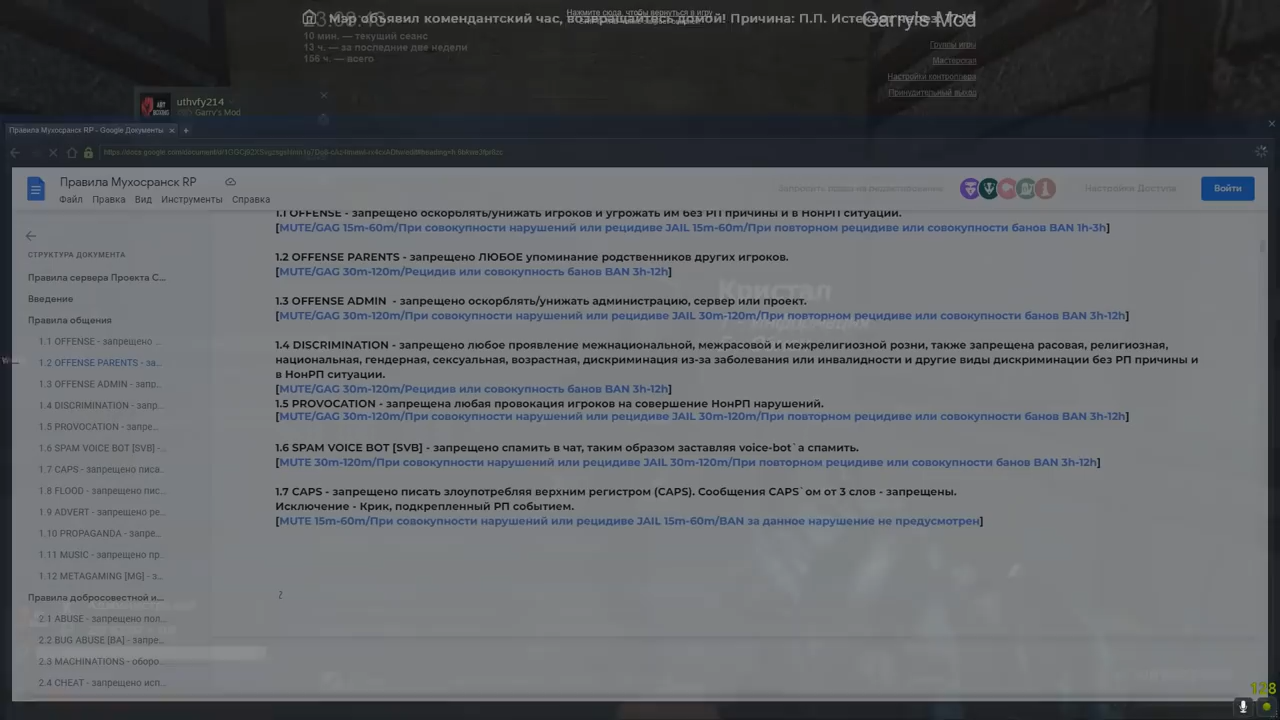 Мэр объявил комендантский час, возвращайтесь домой! Причина: П.П.
Нажмите сюда, чтобы вернуться в игру
Garry's Mod
10 мин. — текущий сеанс
13 ч. — за последние две недели
156 ч. — всего
Группы игры
Мастерская
Настройки контроллера
Принудительный выход
uthvfy214
Garry's Mod
Правила Мухосранск RP - Google Документы
Правила Мухосранск RP
Файл Правка Вид Инструменты Справка
Запросить права на редактирование
Настройки Доступа
Войти
СТРУКТУРА ДОКУМЕНТА
Правила сервера Проекта С...
Введение
Правила общения
1.1 OFFENSE - запрещено ...
1.2 OFFENSE PARENTS - за...
1.3 OFFENSE ADMIN - запо...
1.4 DISCRIMINATION - запр...
1.5 PROVOCATION - запре...
1.6 SPAM VOICE BOT [SVB] -...
1.7 CAPS - запрещено писа...
1.8 FLOOD - запрещено пис...
1.9 ADVERT - запрещено ре...
1.10 PROPAGANDA - запре...
1.11 MUSIC - запрещено пр...
1.12 METAGAMING [MG] - з...
Правила добросовестной и...
2.1 ABUSE - запрещено пол...
2.2 BUG ABUSE [BA] - запре...
2.3 MACHINATIONS - оборо...
2.4 CHEAT - запрещено исп...
1.1 OFFENSE - запрещено оскорблять/унижать игроков и угрожать им без РП причины и в НонРП ситуации.
[MUTE/GAG 15m-60m/При совокупности нарушений или рецидиве JAIL 15m-60m/При повторном рецидиве или совокупности банов BAN 1h-3h]
1.2 OFFENSE PARENTS - запрещено ЛЮБОЕ упоминание родственников других игроков.
[MUTE/GAG 30m-120m/Рецидив или совокупность банов BAN 3h-12h]
1.3 OFFENSE ADMIN - запрещено оскорблять/унижать администрацию, сервер или проект.
[MUTE/GAG 30m-120m/При совокупности нарушений или рецидиве JAIL 30m-120m/При повторном рецидиве или совокупности банов BAN 3h-12h]
1.4 DISCRIMINATION - запрещено любое проявление межнациональной, межрасовой и межрелигиозной розни, также запрещена расовая, религиозная,
национальная, гендерная, сексуальная, возрастная, дискриминация из-за заболевания или инвалидности и другие виды дискриминации без РП причины и
в НонРП ситуации.
[MUTE/GAG 30m-120m/Рецидив или совокупность банов BAN 3h-12h]
1.5 PROVOCATION - запрещена любая провокация игроков на совершение НонРП нарушений.
[MUTE/GAG 30m-120m/При совокупности нарушений или рецидиве JAIL 30m-120m/При повторном рецидиве или совокупности банов BAN 3h-12h]
1.6 SPAM VOICE BOT [SVB] - запрещено спамить в чат, таким образом заставляя voice-bot`а спамить.
[MUTE 30m-120m/При совокупности нарушений или рецидиве JAIL 30m-120m/При повторном рецидиве или совокупности банов BAN 3h-12h]
1.7 CAPS - запрещено писать злоупотребляя верхним регистром (CAPS). Сообщения CAPS`ом от 3 слов - запрещены.
Исключение - Крик, подкрепленный РП событием.
[MUTE 15m-60m/При совокупности нарушений или рецидиве JAIL 15m-60m/BAN за данное нарушение не предусмотрен]
2
Кристал
128